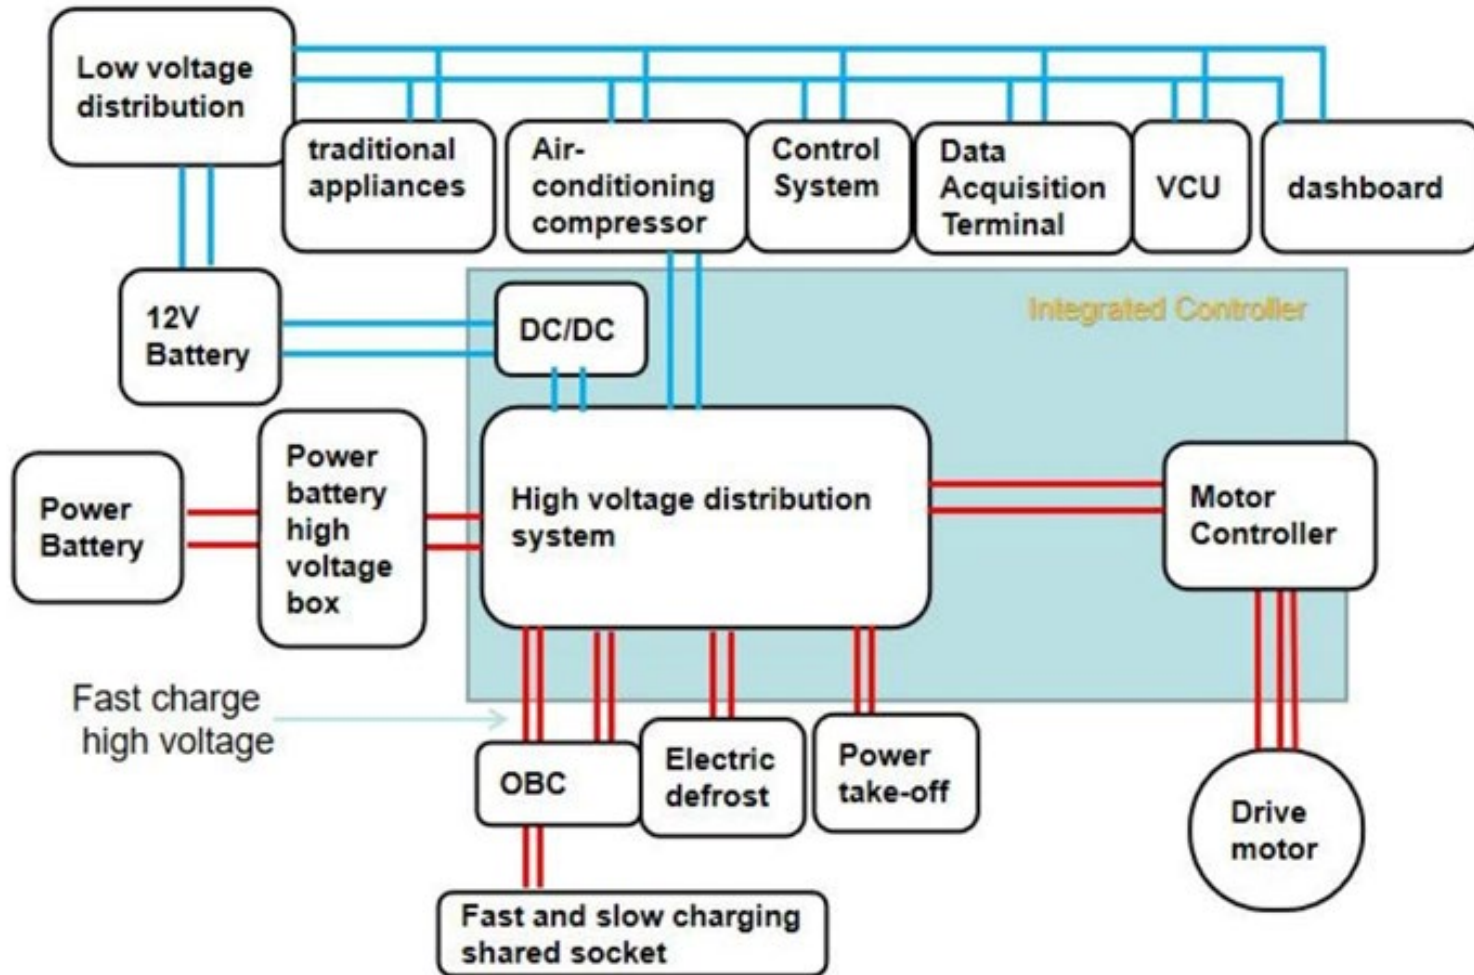 Low voltage
distribution
traditional
appliances
Air-
conditioning
compressor
Control
System
Data
Acquisition
Terminal
VCU
dashboard
12V
Battery
DC/DC
Integrated Controller
Power
Battery
Power
battery
high
voltage
box
High voltage distribution
system
Motor
Controller
Fast charge
high voltage
OBC
Electric
defrost
Power
take-off
Drive
motor
Fast and slow charging
shared socket